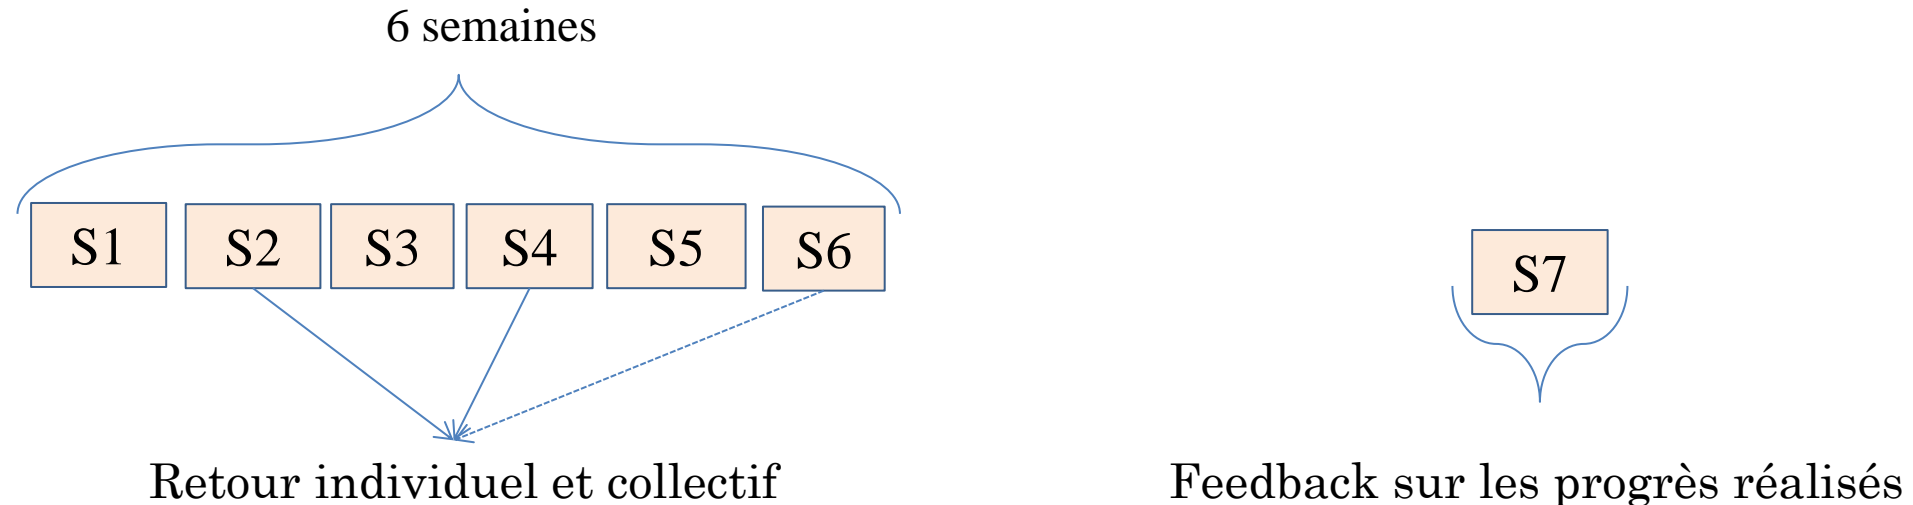 6 semaines
S1 S2 S3 S4 S5 S6
S7
Retour individuel et collectif
Feedback sur les progrès réalisés